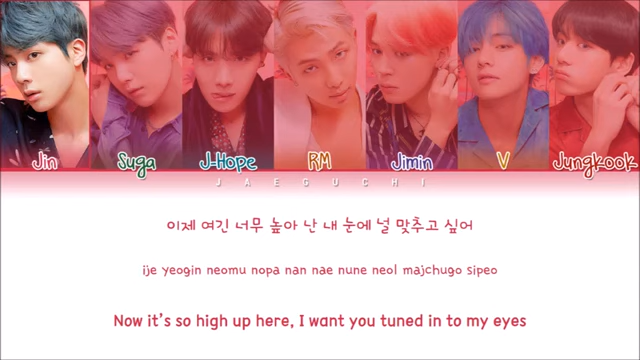 Jin Suga J-Hope RM Jimin V Jungkook
JAEGUCHI
이제 여긴 너무 높아 난 내 눈에 널 맞추고 싶어
ije yeogin neomu nopa nan nae nune neol majchugo sipeo
Now it's so high up here, I want you tuned in to my eyes